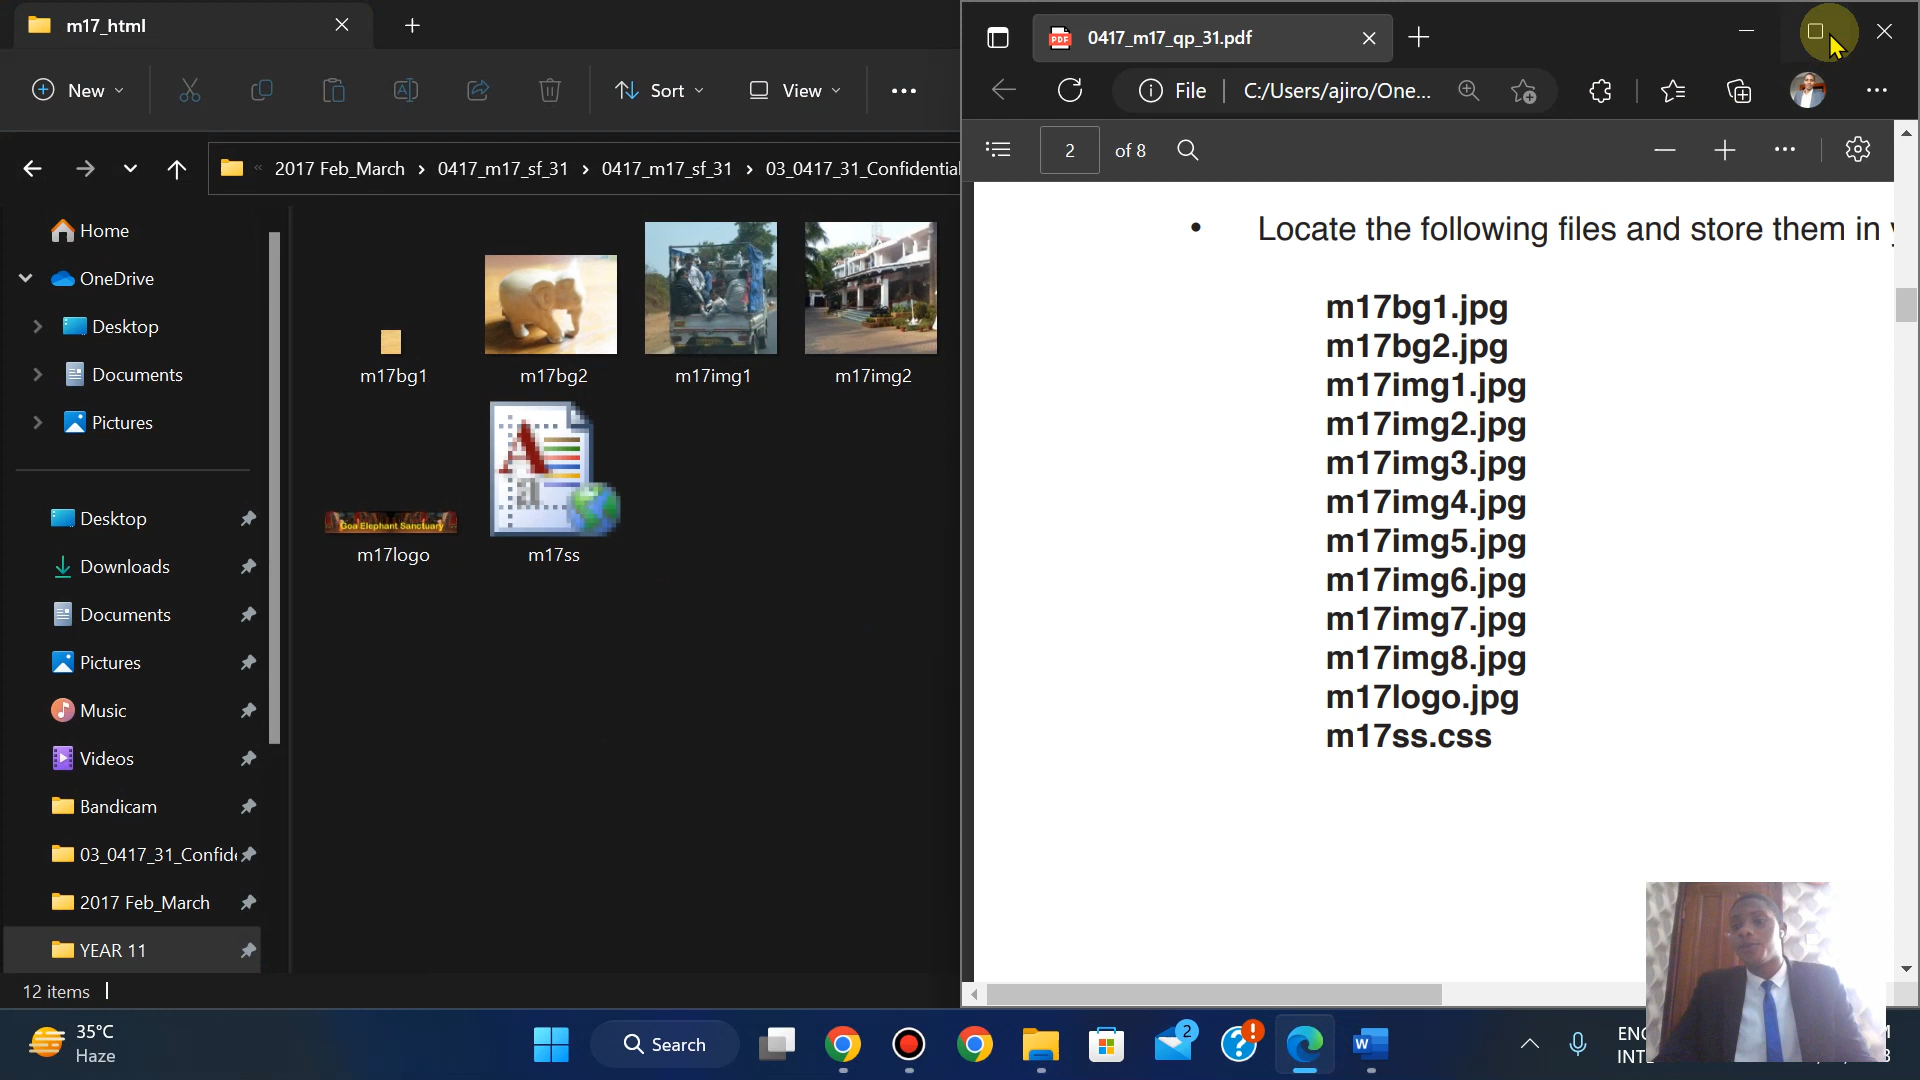 m17_html
New
Sort
View
2017 Feb_March
0417_m17_sf_31
0417_m17_sf_31
03_0417_31_Confidential
Home
OneDrive
Desktop
Documents
Pictures
Desktop
Downloads
Documents
Pictures
Music
Videos
Bandicam
03_0417_31_Confid
2017 Feb_March
YEAR 11
m17bg1
m17bg2
m17img1
m17img2
Goa Elephant Sanctuary
m17logo
m17ss
12 items
0417_m17_qp_31.pdf
PDF
File
C:/Users/ajiro/One...
2
of 8
• Locate the following files and store them in
m17bg1.jpg
m17bg2.jpg
m17img1.jpg
m17img2.jpg
m17img3.jpg
m17img4.jpg
m17img5.jpg
m17img6.jpg
m17img7.jpg
m17img8.jpg
m17logo.jpg
m17ss.css
35°C
Haze
Search
2
ENG
INTL